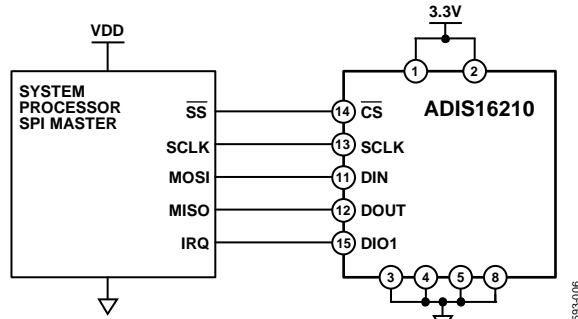 3.3V
VDD
1
2
SYSTEM
PROCESSOR
SPI MASTER
ADIS16210
SS
14
CS
SCLK
13
SCLK
MOSI
11
DIN
MISO
12
DOUT
IRQ
15
DIO1
3
4
5
8